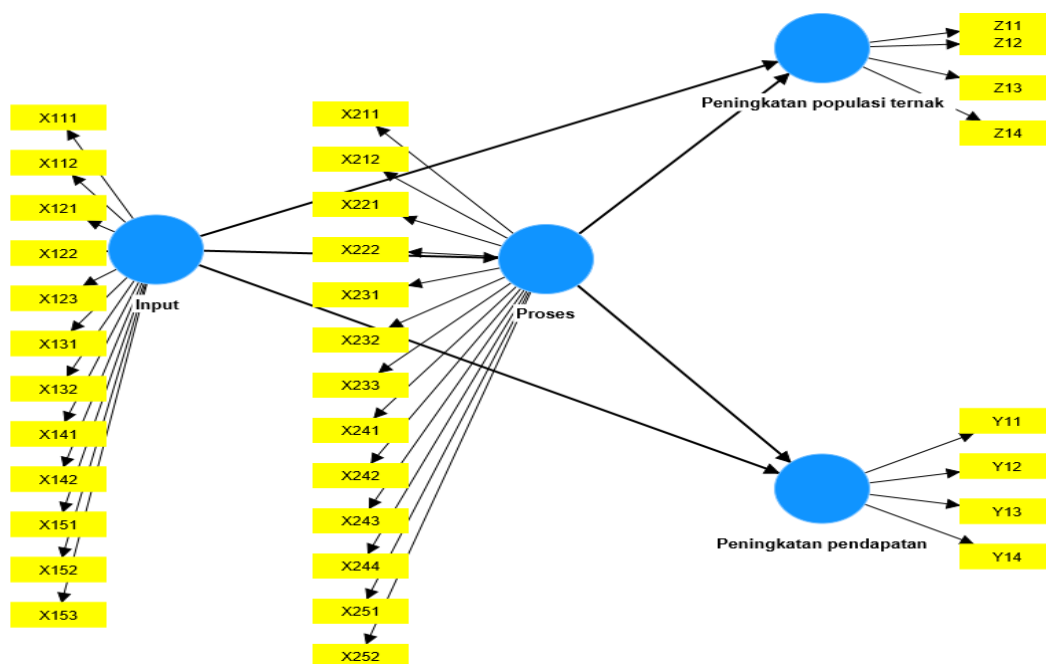 X111
X112
X121
X122
X123
X131
X132
X141
X142
X151
X152
X153
Input
X211
X212
X221
X222
X231
X232
X233
X241
X242
X243
X244
X251
X252
Proses
Peningkatan populasi ternak
Z11
Z12
Z13
Z14
Peningkatan pendapatan
Y11
Y12
Y13
Y14